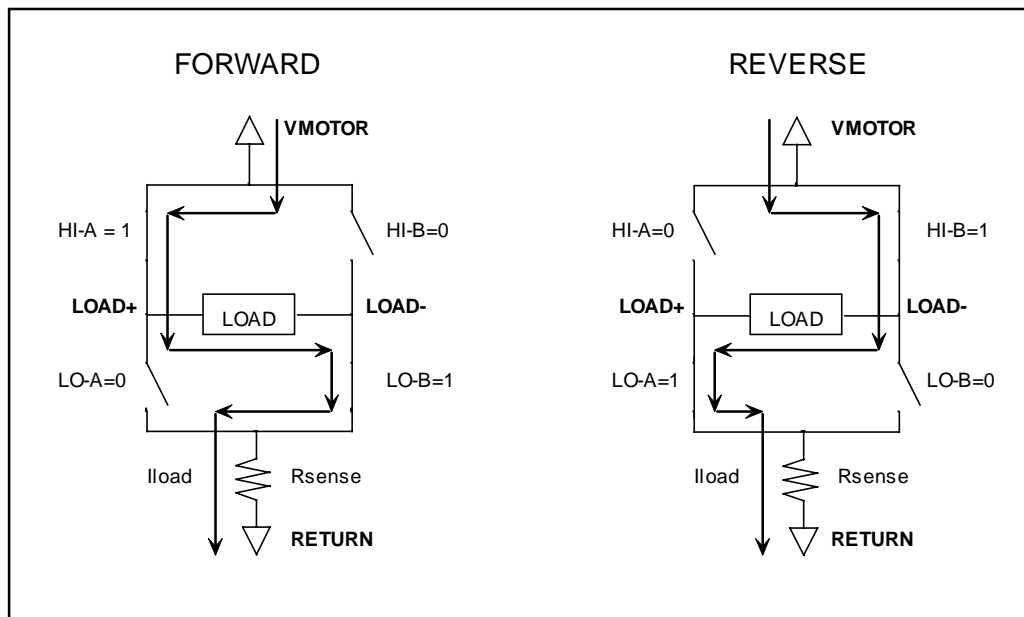 FORWARD
VMOTOR
HI-A = 1
HI-B=0
LOAD+
LOAD
LOAD-
LO-A=0
LO-B=1
Iload
Rsense
RETURN
REVERSE
VMOTOR
HI-A=0
HI-B=1
LOAD+
LOAD
LOAD-
LO-A=1
LO-B=0
Iload
Rsense
RETURN